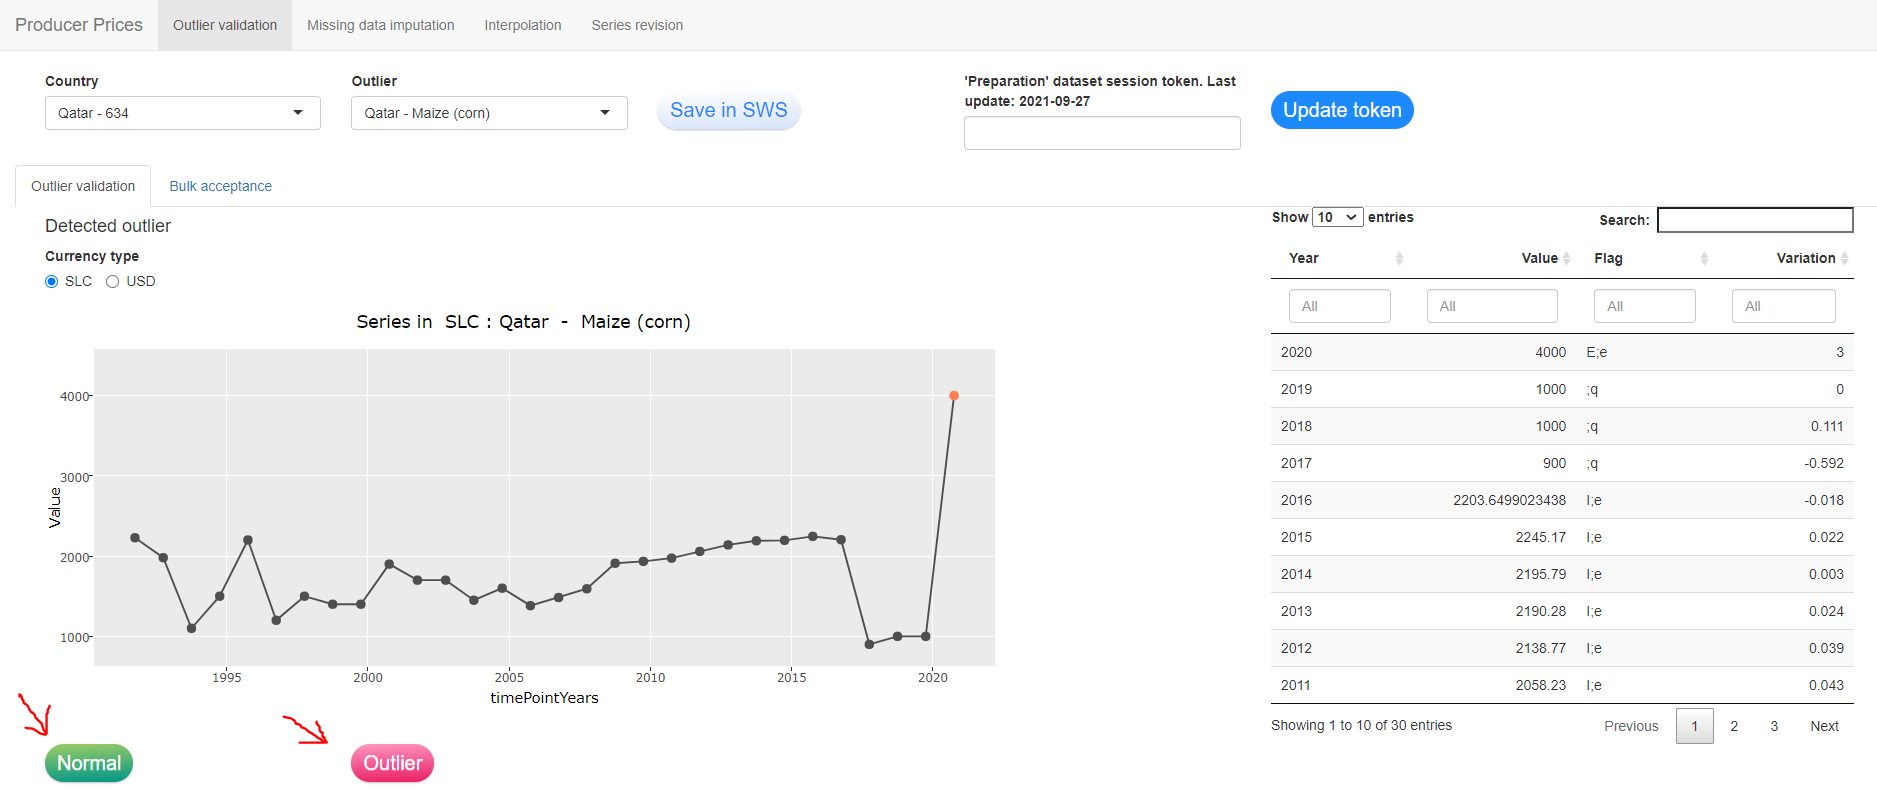 Producer Prices Outlier validation Missing data imputation Interpolation Series revision
Country Outlier 'Preparation' dataset session token. Last
update: 2021-09-27
Qatar - 634 Qatar - Maize (corn) Save in SWS Update token
Outlier validation Bulk acceptance
Detected outlier
Currency type
SLC USD
Series in SLC : Qatar - Maize (corn)
4000
3000
2000
1000
Value
1995 2000 2005 2010 2015 2020
timePointYears
Normal Outlier
Show 10 entries Search:
Year Value Flag Variation
All All All All
2020 4000 E;e 3
2019 1000 ;q 0
2018 1000 ;q 0.111
2017 900 ;q -0.592
2016 2203.6499023438 I;e -0.018
2015 2245.17 I;e 0.022
2014 2195.79 I;e 0.003
2013 2190.28 I;e 0.024
2012 2138.77 I;e 0.039
2011 2058.23 I;e 0.043
Showing 1 to 10 of 30 entries Previous 1 2 3 Next